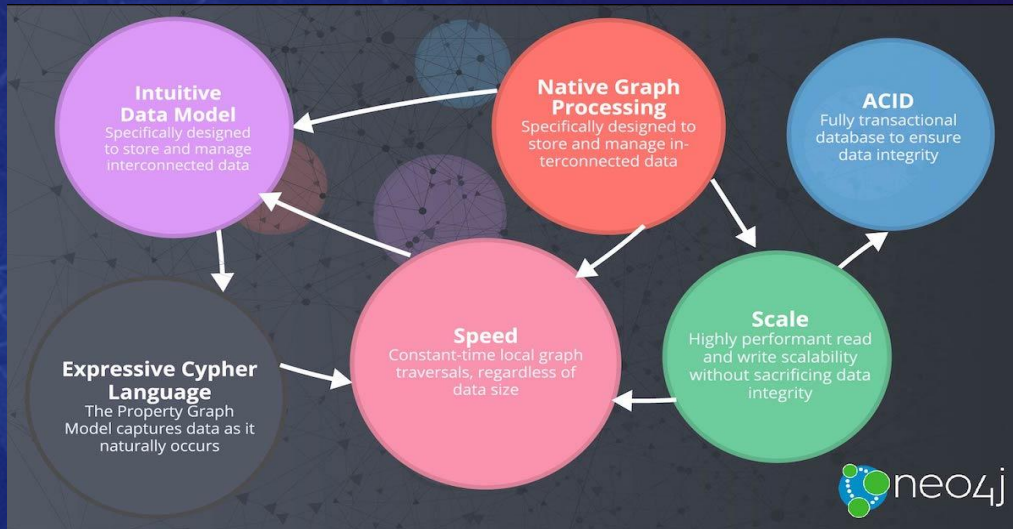 Intuitive
Data Model
Specifically designed
to store and manage
interconnected data
Native Graph
Processing
Specifically designed to
store and manage in-
terconnected data
ACID
Fully transactional
database to ensure
data integrity
Expressive Cypher
Language
The Property Graph
Model captures data as it
naturally occurs
Speed
Constant-time local graph
traversals, regardless of
data size
Scale
Highly performant read
and write scalability
without sacrificing data
integrity
neo4j